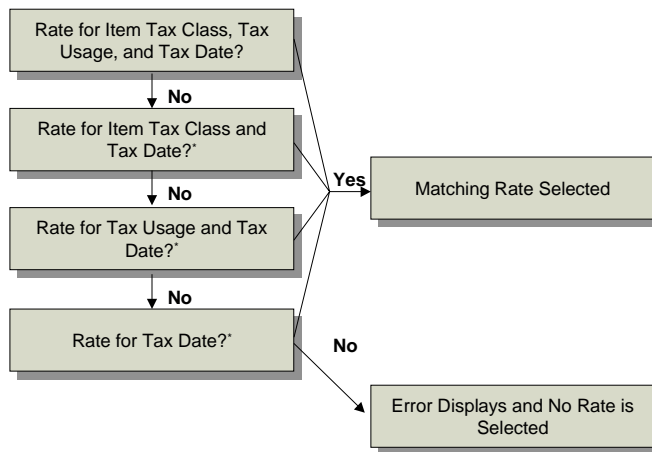 Rate for Item Tax Class, Tax
Usage, and Tax Date?
No
Rate for Item Tax Class and
Tax Date?*
Yes
Matching Rate Selected
No
Rate for Tax Usage and Tax
Date?*
No
Rate for Tax Date?*
No
Error Displays and No Rate is
Selected